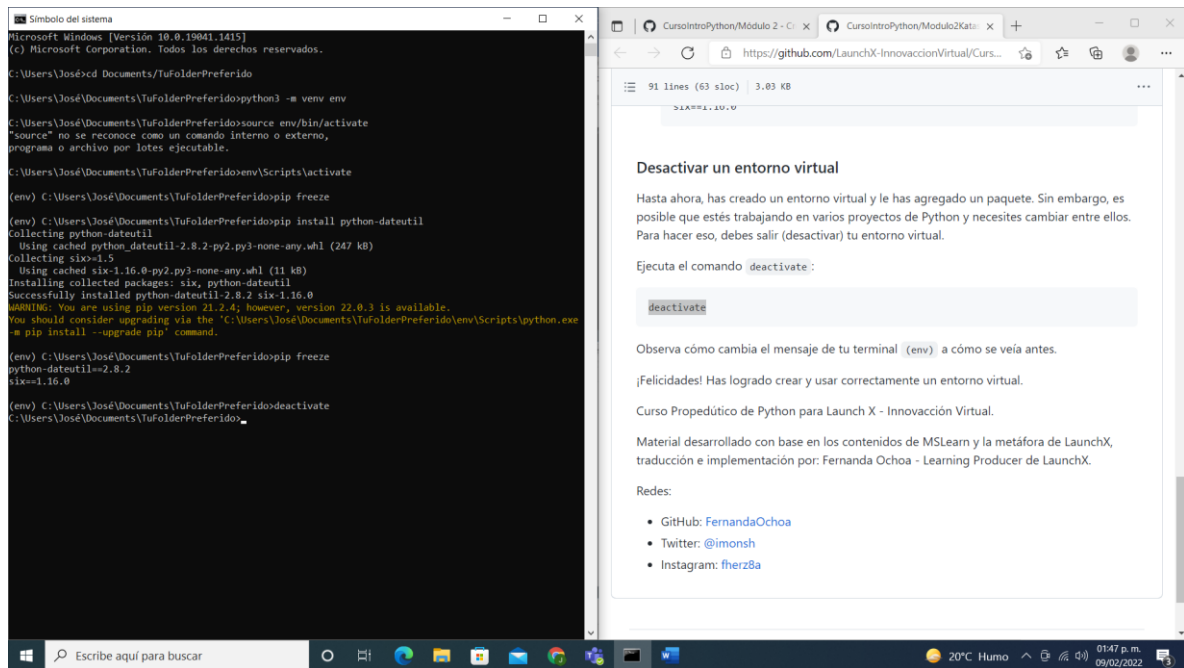 Símbolo del sistema
Microsoft Windows [Versión 10.0.19041.1415]
(c) Microsoft Corporation. Todos los derechos reservados.
C:\Users\José>cd Documents/TuFolderPreferido
C:\Users\José\Documents\TuFolderPreferido>python3 -m venv env
C:\Users\José\Documents\TuFolderPreferido>source env/bin/activate
"source" no se reconoce como un comando interno o externo,
programa o archivo por lotes ejecutable.
C:\Users\José\Documents\TuFolderPreferido>env\Scripts\activate
(env) C:\Users\José\Documents\TuFolderPreferido>pip freeze
(env) C:\Users\José\Documents\TuFolderPreferido>pip install python-dateutil
Collecting python-dateutil
Using cached python_dateutil-2.8.2-py2.py3-none-any.whl (247 kB)
Collecting six>=1.5
Using cached six-1.16.0-py2.py3-none-any.whl (11 kB)
Installing collected packages: six, python-dateutil
Successfully installed python-dateutil-2.8.2 six-1.16.0
WARNING: You are using pip version 21.2.4; however, version 22.0.3 is available.
You should consider upgrading via the 'C:\Users\José\Documents\TuFolderPreferido\env\Scripts\python.exe
-m pip install --upgrade pip' command.
(env) C:\Users\José\Documents\TuFolderPreferido>pip freeze
python-dateutil==2.8.2
six==1.16.0
(env) C:\Users\José\Documents\TuFolderPreferido>deactivate
C:\Users\José\Documents\TuFolderPreferido>
CursoIntroPython/Módulo 2 - C
CursoIntroPython/Modulo2Katas
https://github.com/LaunchX-InnovaccionVirtual/Curs...
91 lines (63 sloc) 3.03 KB
six==1.16.0
Desactivar un entorno virtual
Hasta ahora, has creado un entorno virtual y le has agregado un paquete. Sin embargo, es
posible que estés trabajando en varios proyectos de Python y necesites cambiar entre ellos.
Para hacer eso, debes salir (desactivar) tu entorno virtual.
Ejecuta el comando deactivate :
deactivate
Observa cómo cambia el mensaje de tu terminal (env) a cómo se veía antes.
¡Felicidades! Has logrado crear y usar correctamente un entorno virtual.
Curso Propedútico de Python para Launch X - Innovacción Virtual.
Material desarrollado con base en los contenidos de MSLearn y la metáfora de LaunchX,
traducción e implementación por: Fernanda Ochoa - Learning Producer de LaunchX.
Redes:
GitHub: FernandaOchoa
Twitter: @imonsh
Instagram: fherz8a
Escribe aquí para buscar
20°C Humo
01:47 p. m.
09/02/2022
3